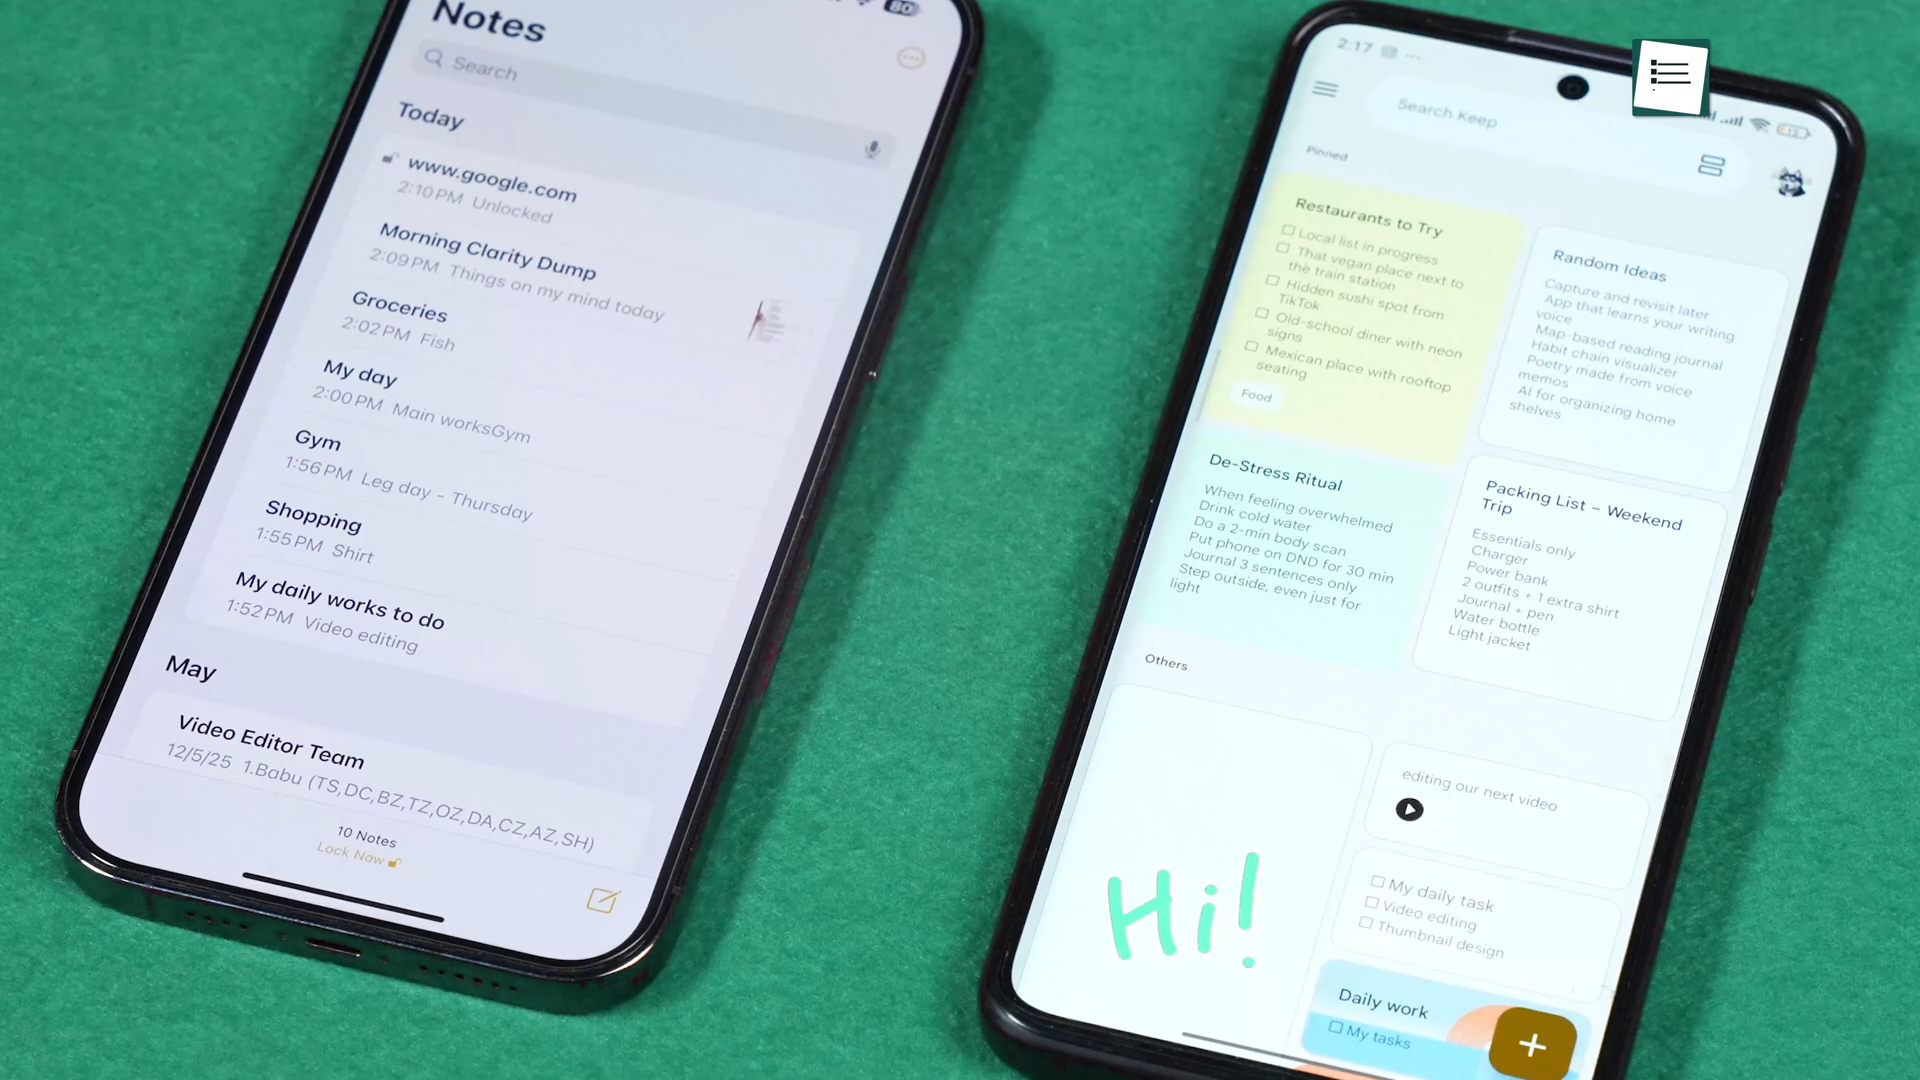 80
Notes
Search
Today
www.google.com
2:10 PM Unlocked
Morning Clarity Dump
2:09 PM Things on my mind today
Groceries
2:02 PM Fish
My day
2:00 PM Main worksGym
Gym
1:56 PM Leg day - Thursday
Shopping
1:55 PM Shirt
My daily works to do
1:52 PM Video editing
May
Video Editor Team
12/5/25 1.Babu (TS,DC,BZ,TZ,OZ,DA,CZ,AZ,SH)
10 Notes
Lock Now
2:17
Search Keep
Pinned
Restaurants to Try
Local list in progress
That vegan place next to
the train station
Hidden sushi spot from
TikTok
Old-school diner with neon
signs
Mexican place with rooftop
seating
Food
Random Ideas
Capture and revisit later
App that learns your writing
voice
Map-based reading journal
Habit chain visualizer
Poetry made from voice
memos
AI for organizing home
shelves
De-Stress Ritual
When feeling overwhelmed
Drink cold water
Do a 2-min body scan
Put phone on DND for 30 min
Journal 3 sentences only
Step outside, even just for
light
Packing List – Weekend
Trip
Essentials only
Charger
Power bank
2 outfits + 1 extra shirt
Journal + pen
Water bottle
Light jacket
Others
Hi!
editing our next video
My daily task
Video editing
Thumbnail design
Daily work
My tasks